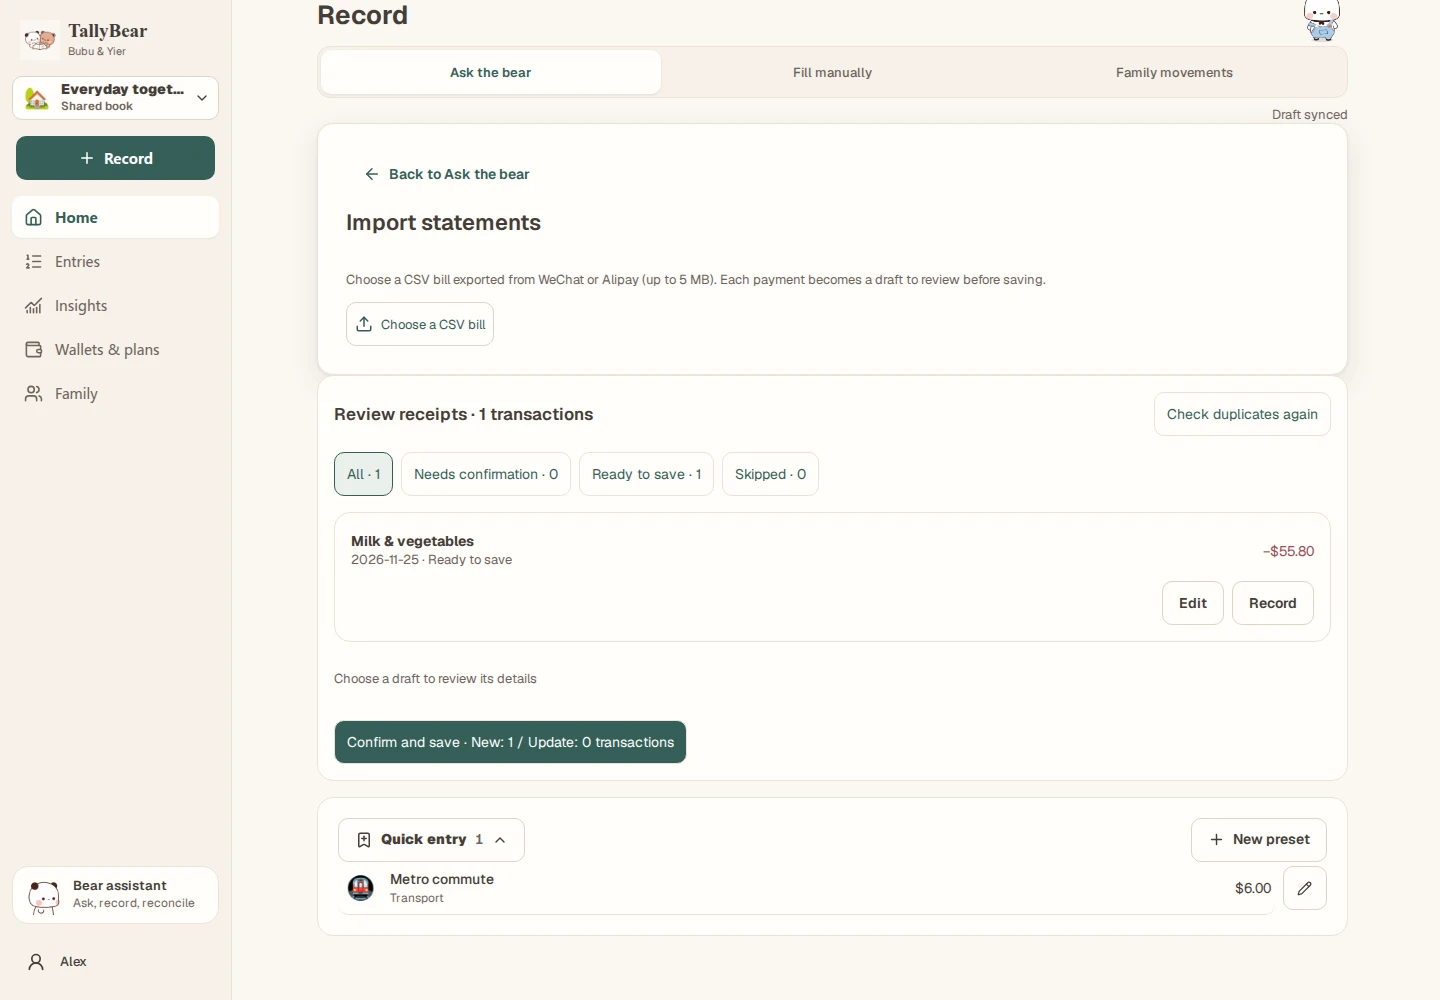 TallyBear
Bubu & Yier
Everyday toget...
Shared book
Record
Home
Entries
Insights
Wallets & plans
Family
Bear assistant
Ask, record, reconcile
Alex
Record
Ask the bear
Fill manually
Family movements
Draft synced
Back to Ask the bear
Import statements
Choose a CSV bill exported from WeChat or Alipay (up to 5 MB). Each payment becomes a draft to review before saving.
Choose a CSV bill
Review receipts · 1 transactions
Check duplicates again
All · 1
Needs confirmation · 0
Ready to save · 1
Skipped · 0
Milk & vegetables
2026-11-25 · Ready to save
−$55.80
Edit
Record
Choose a draft to review its details
Confirm and save · New: 1 / Update: 0 transactions
Quick entry 1
New preset
Metro commute
Transport
$6.00